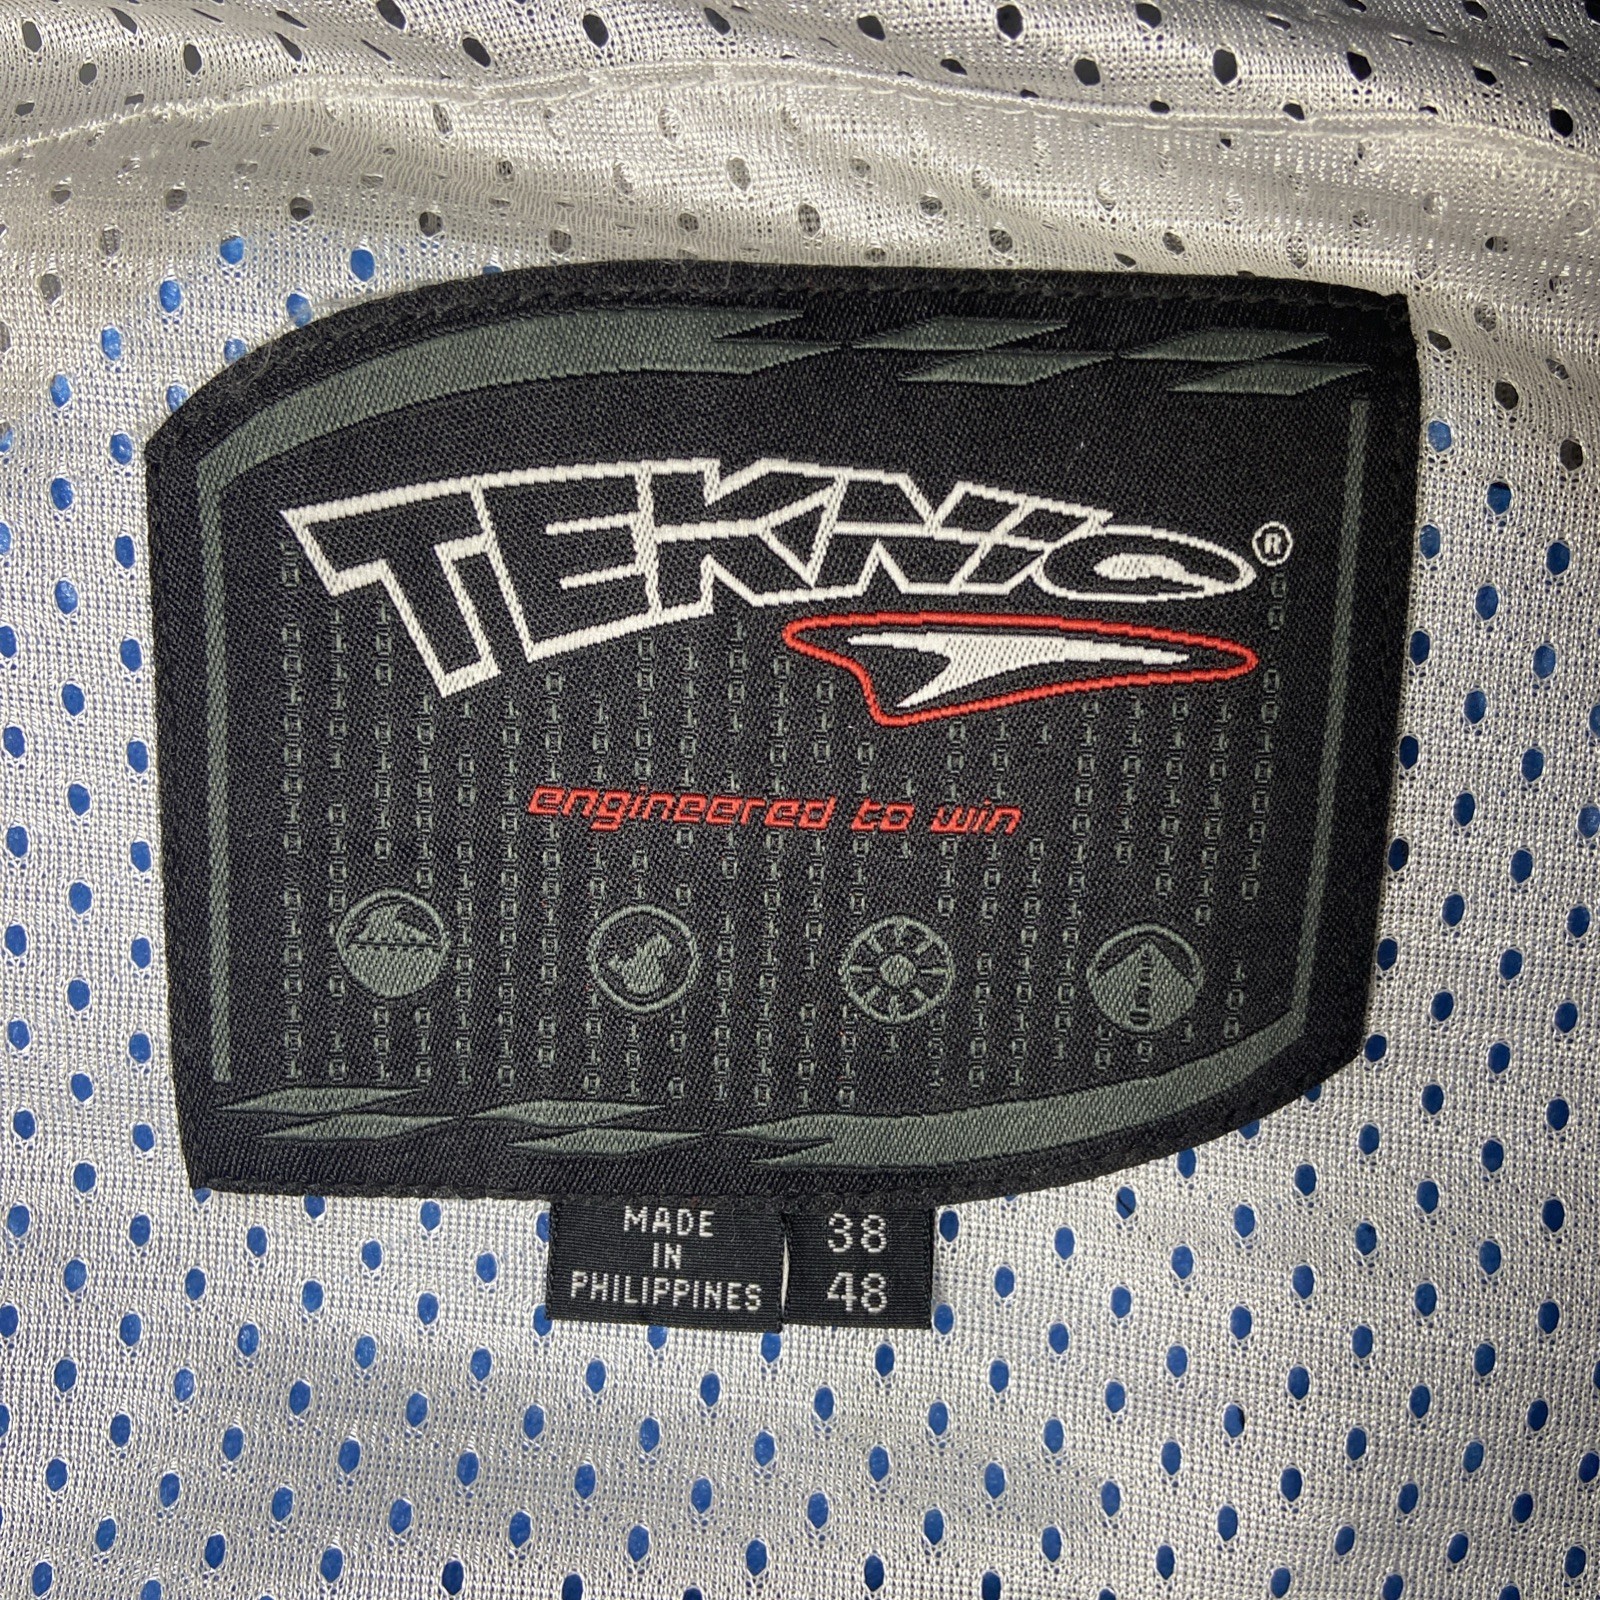 TEKNIC®
engineered to win
MADE
IN
PHILIPPINES
38
48